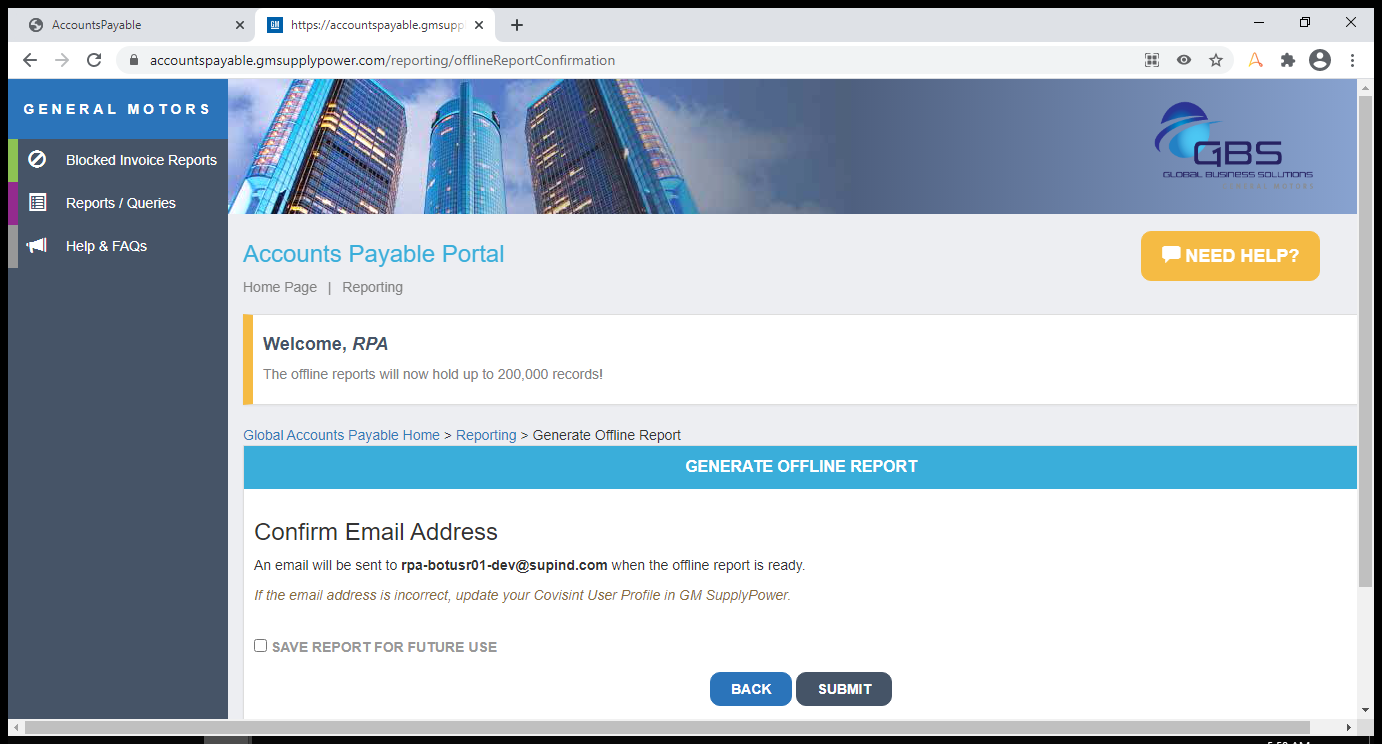 AccountsPayable
https://accountspayable.gmsupp
accountspayable.gmsupplypower.com/reporting/offlineReportConfirmation
GENERAL MOTORS
Blocked Invoice Reports
Reports / Queries
Help & FAQs
GBS
GLOBAL BUSINESS SOLUTIONS
GENERAL MOTORS
Accounts Payable Portal
NEED HELP?
Home Page | Reporting
Welcome, RPA
The offline reports will now hold up to 200,000 records!
Global Accounts Payable Home > Reporting > Generate Offline Report
GENERATE OFFLINE REPORT
Confirm Email Address
An email will be sent to rpa-botusr01-dev@supind.com when the offline report is ready.
If the email address is incorrect, update your Covisint User Profile in GM SupplyPower.
SAVE REPORT FOR FUTURE USE
BACK SUBMIT